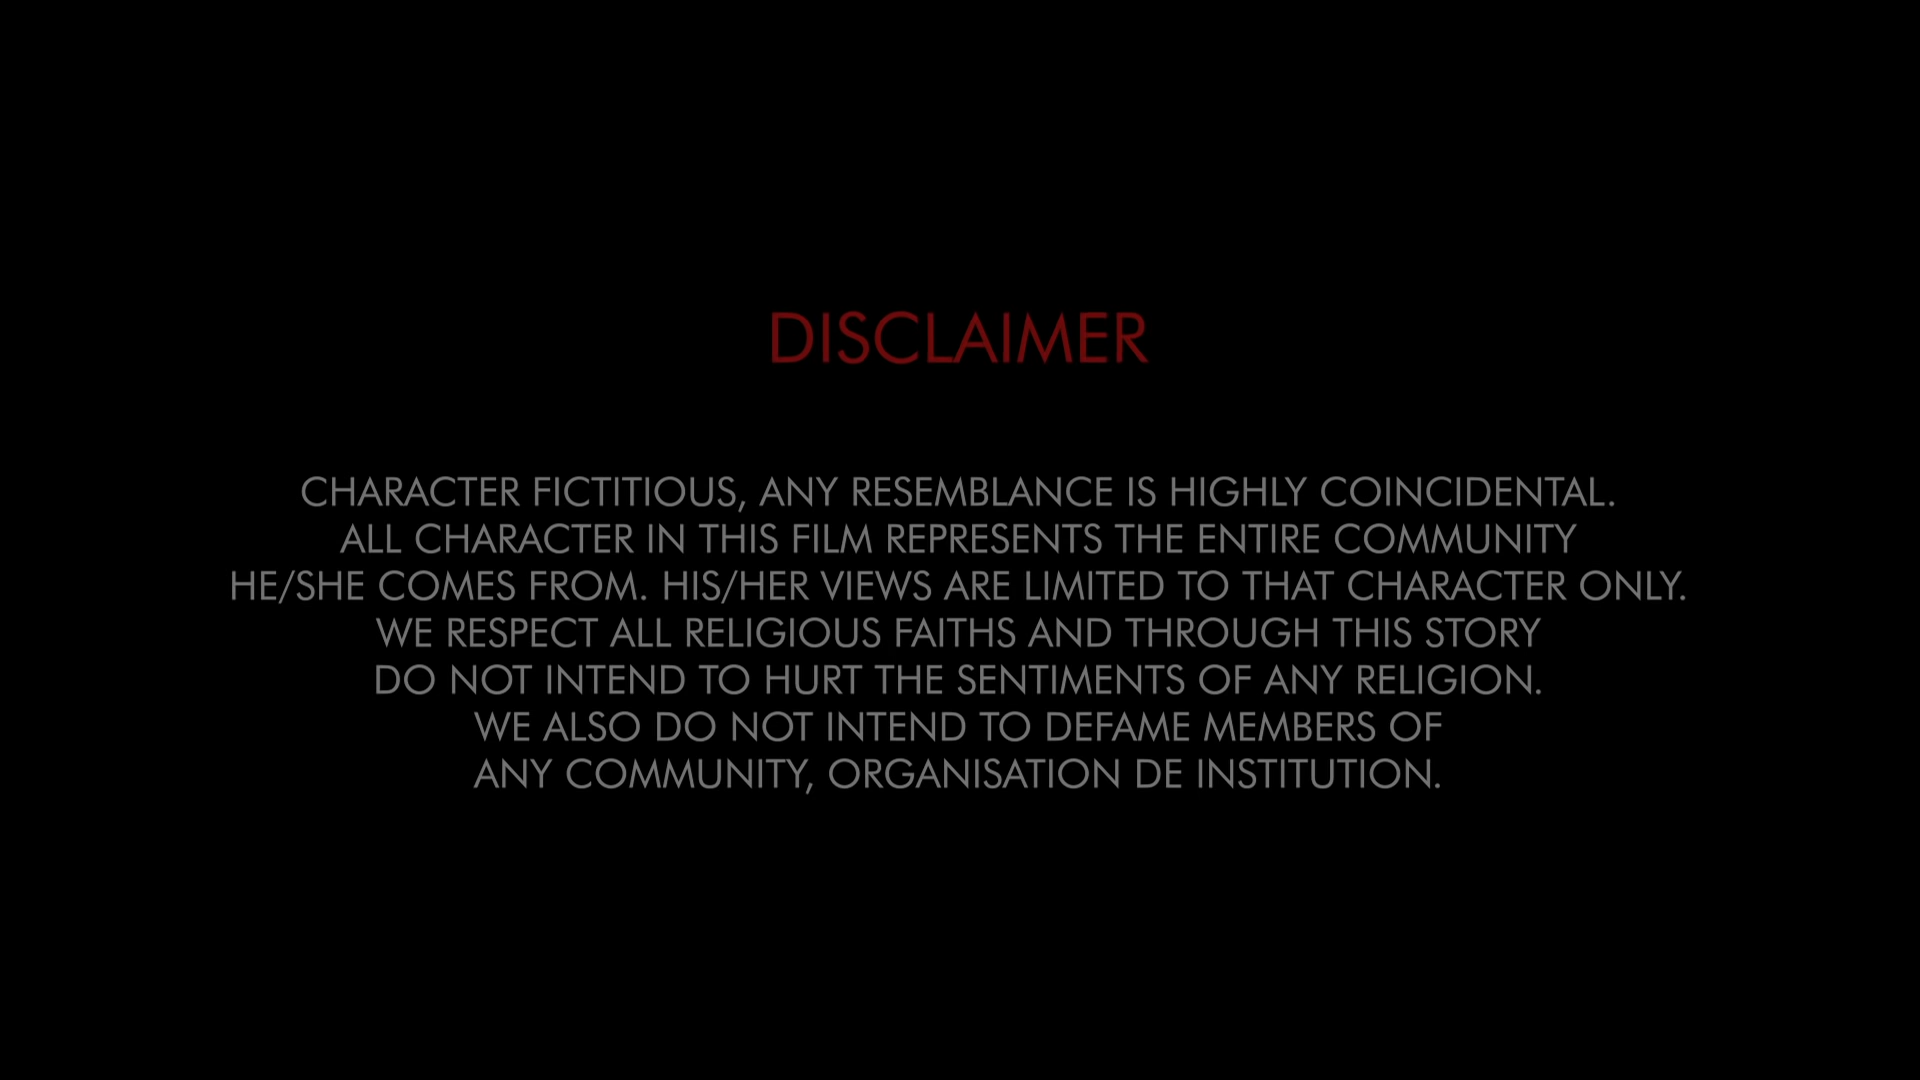 DISCLAIMER
CHARACTER FICTITIOUS, ANY RESEMBLANCE IS HIGHLY COINCIDENTAL.
ALL CHARACTER IN THIS FILM REPRESENTS THE ENTIRE COMMUNITY
HE/SHE COMES FROM. HIS/HER VIEWS ARE LIMITED TO THAT CHARACTER ONLY.
WE RESPECT ALL RELIGIOUS FAITHS AND THROUGH THIS STORY
DO NOT INTEND TO HURT THE SENTIMENTS OF ANY RELIGION.
WE ALSO DO NOT INTEND TO DEFAME MEMBERS OF
ANY COMMUNITY, ORGANISATION DE INSTITUTION.